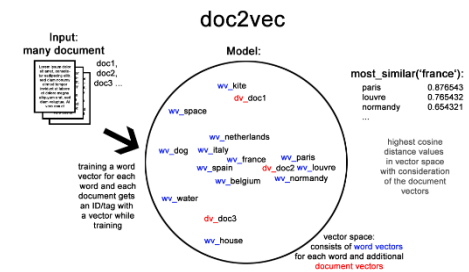 doc2vec
Input:
many document
doc1,
doc2,
doc3 ...
training a word
vector for each
word and each
document gets
an ID/tag with
a vector while
training
Model:
wv_kite
dv_doc1
wv_space
wv_netherlands
wv_dog
wv_italy
wv_france
wv_paris
wv_spain
dv_doc2
wv_louvre
wv_belgium
wv_normandy
wv_water
dv_doc3
wv_house
vector space:
consists of word vectors
for each word and additional
document vectors
most_similar('france'):
paris 0.876543
louvre 0.765432
normandy 0.654321
...
highest cosine
distance values
in vector space
with consideration
of the document
vectors